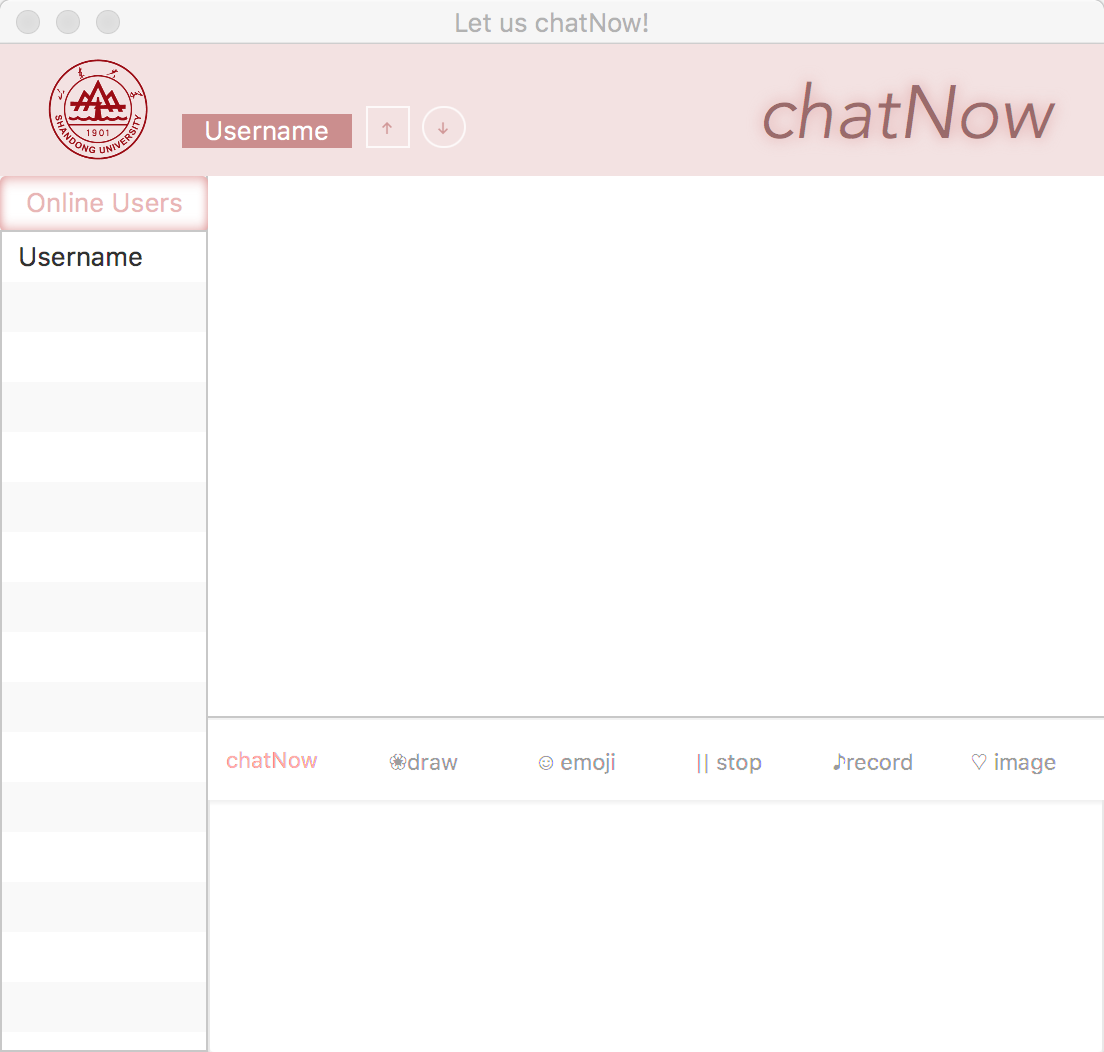 Let us chatNow!
1901
SHANDONG UNIVERSITY
Username ↑ ↓
chatNow
Online Users
Username
chatNow ❀draw ☺ emoji || stop ♪record ♡ image